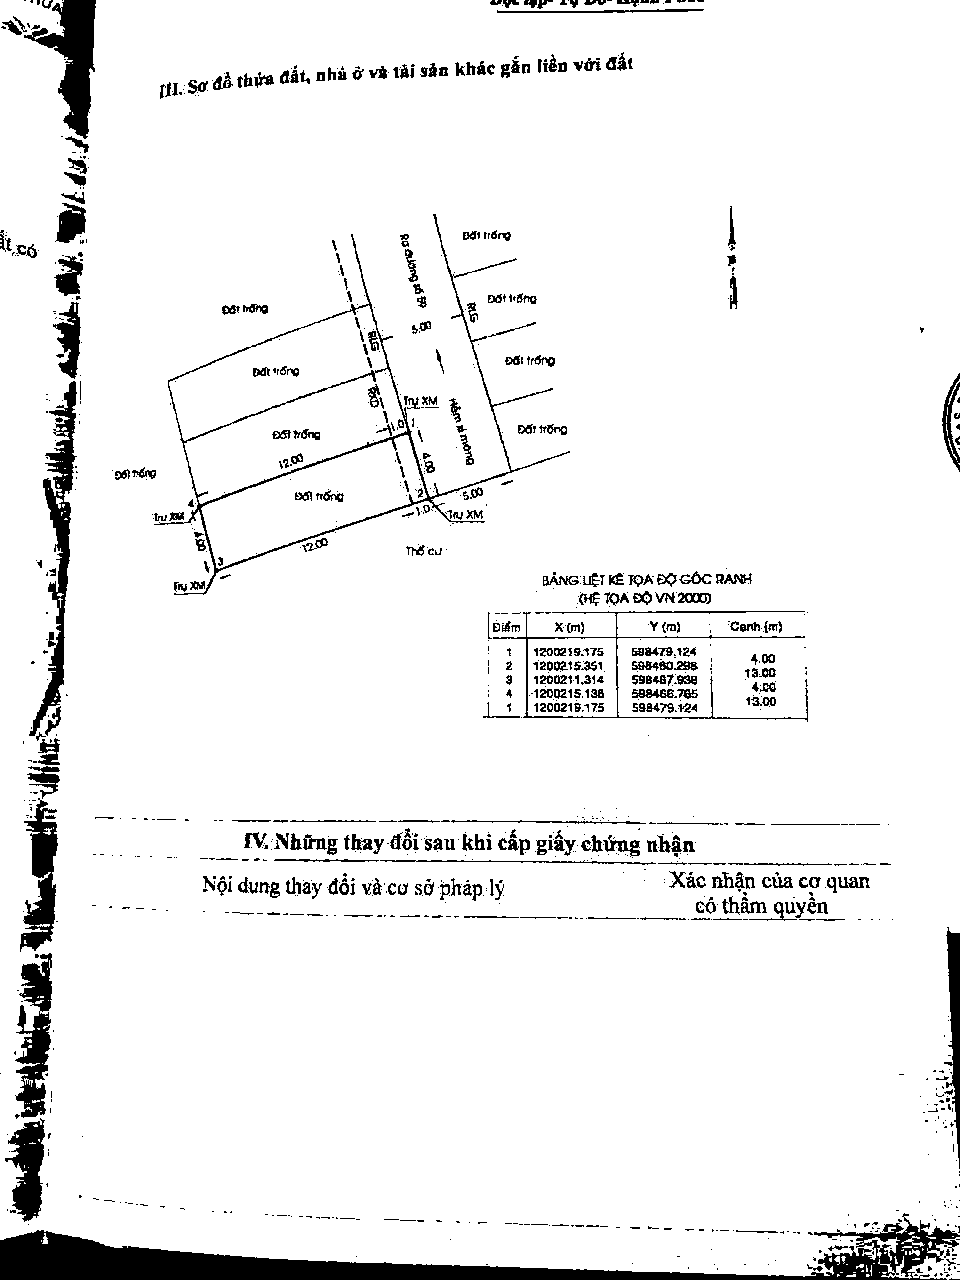 III. Sơ đồ thửa đất, nhà ở và tài sản khác gắn liền với đất
ất có
Đất trống
Ra đường số 59
Đất trống
Đất trống
RLG
RLG
5.00
Đất trống
Đất trống
Trụ XM
Hẻm xi măng
Đất trống
1.0
1
Đất trống
12.00
4.00
Đất trống
Đất trống
4
2
5.00
Trụ XM
1.0
Trụ XM
4.00
12.00
Thổ cư
3
Trụ XM
BẢNG LIỆT KÊ TỌA ĐỘ GÓC RANH
(HỆ TỌA ĐỘ VN 2000)
Điểm X (m) Y (m) Cạnh (m)
1 1200219.175 598479.124
4.00
2 1200215.351 598480.298
13.00
3 1200211.314 598467.938
4.00
4 1200215.138 598466.765
13.00
1 1200219.175 598479.124
IV. Những thay đổi sau khi cấp giấy chứng nhận
Nội dung thay đổi và cơ sở pháp lý
Xác nhận của cơ quan
có thẩm quyền